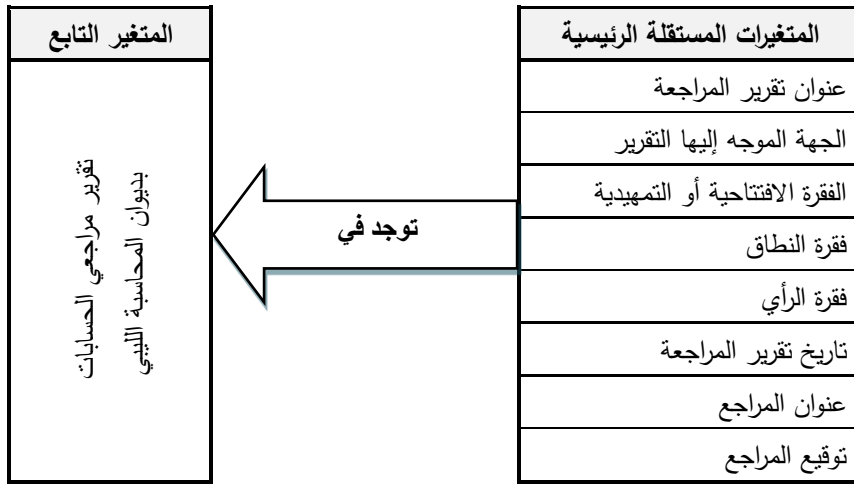 المتغيرات المستقلة الرئيسية
عنوان تقرير المراجعة
الجهة الموجه إليها التقرير
الفقرة الافتتاحية أو التمهيدية
فقرة النطاق
فقرة الرأي
تاريخ تقرير المراجعة
عنوان المراجع
توقيع المراجع
توجد في
المتغير التابع
تقرير مراجعي الحسابات
بديوان المحاسبة الليبي